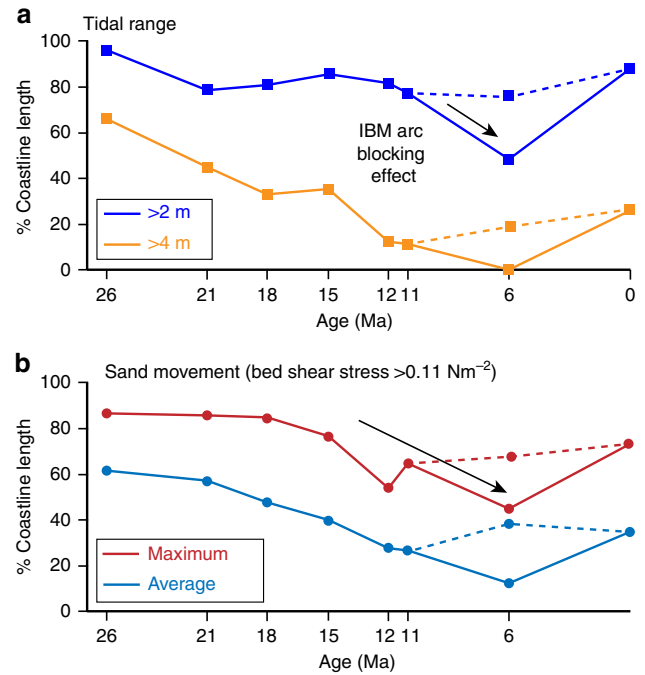 a
Tidal range
100
80
60
40
20
0
% Coastline length
IBM arc
blocking
effect
>2 m
>4 m
26 21 18 15 12 11 6 0
Age (Ma)
b
Sand movement (bed shear stress >0.11 Nm⁻²)
100
80
60
40
20
0
% Coastline length
Maximum
Average
26 21 18 15 12 11 6
Age (Ma)